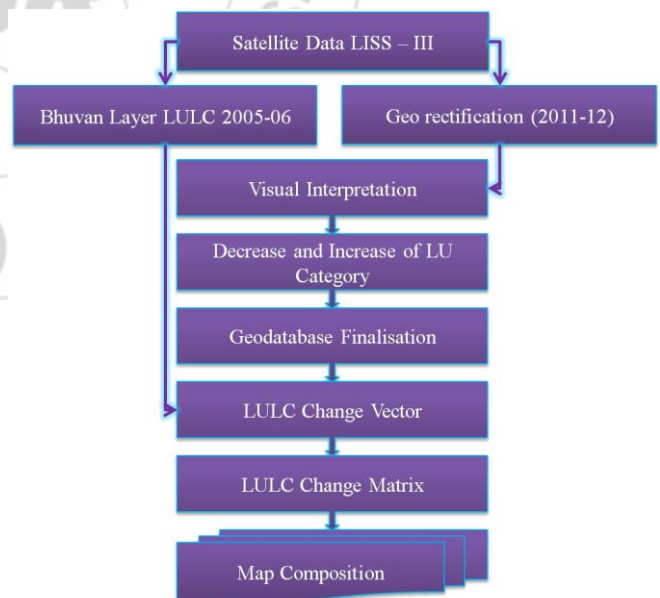 Satellite Data LISS – III
Bhuvan Layer LULC 2005-06
Geo rectification (2011-12)
Visual Interpretation
Decrease and Increase of LU
Category
Geodatabase Finalisation
LULC Change Vector
LULC Change Matrix
Map Composition